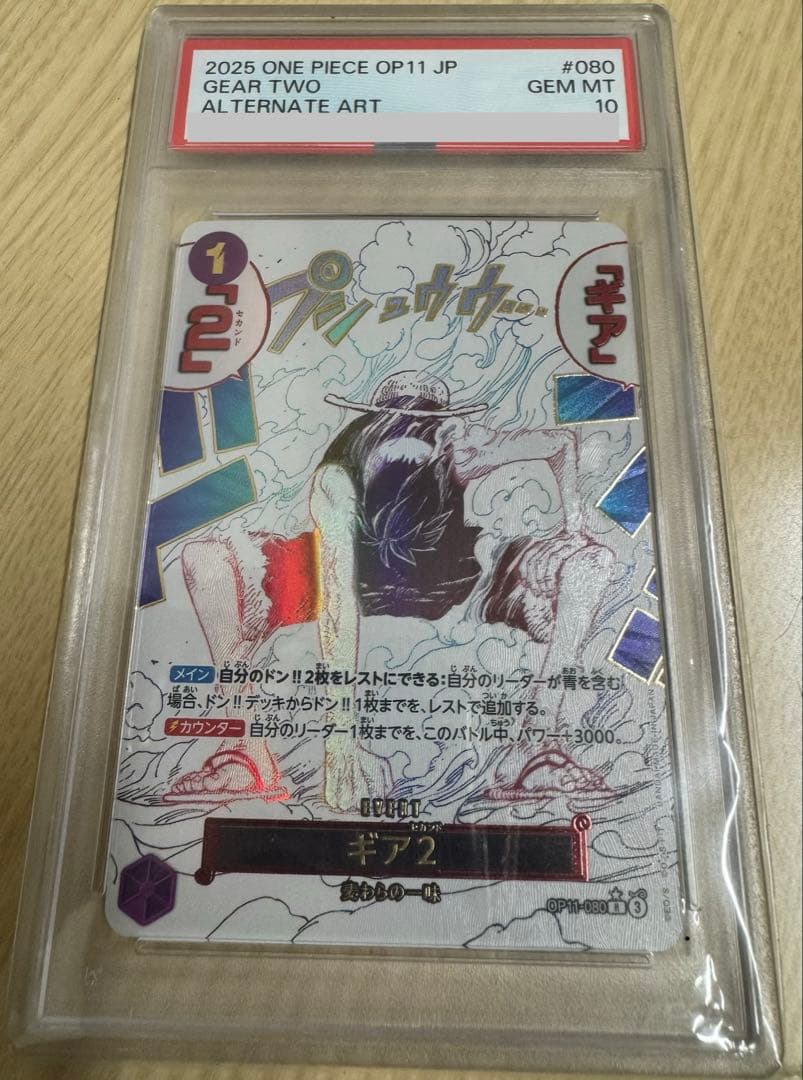 2025 ONE PIECE OP11 JP #080
GEAR TWO GEM MT
ALTERNATE ART 10
1
「ギア」
「2」
セカンド
プシュウウ...
メイン 自分のドン!!2枚をレストにできる:自分のリーダーが青を含む
場合、ドン!!デッキからドン!!1枚までを、レストで追加する。
カウンター 自分のリーダー1枚までを、このバトル中、パワー+3000。
EVENT
セカンド
ギア2
麦わらの一味
OP11-080 R 3